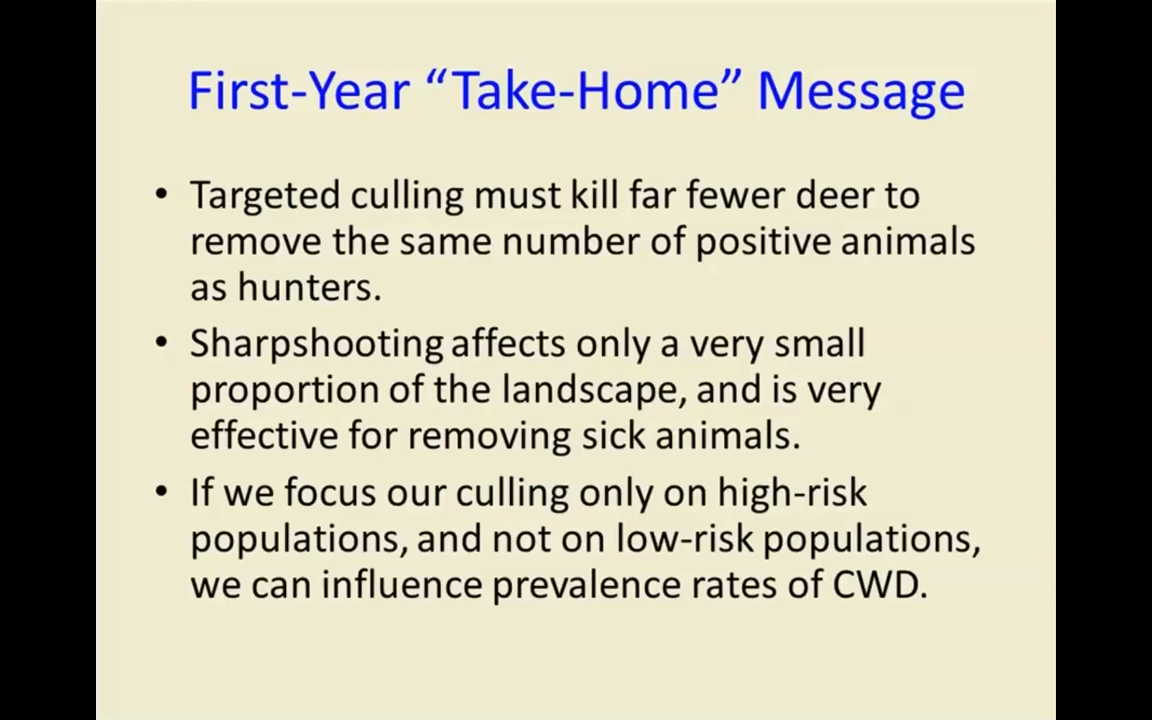 First-Year “Take-Home” Message
• Targeted culling must kill far fewer deer to
remove the same number of positive animals
as hunters.
• Sharpshooting affects only a very small
proportion of the landscape, and is very
effective for removing sick animals.
• If we focus our culling only on high-risk
populations, and not on low-risk populations,
we can influence prevalence rates of CWD.